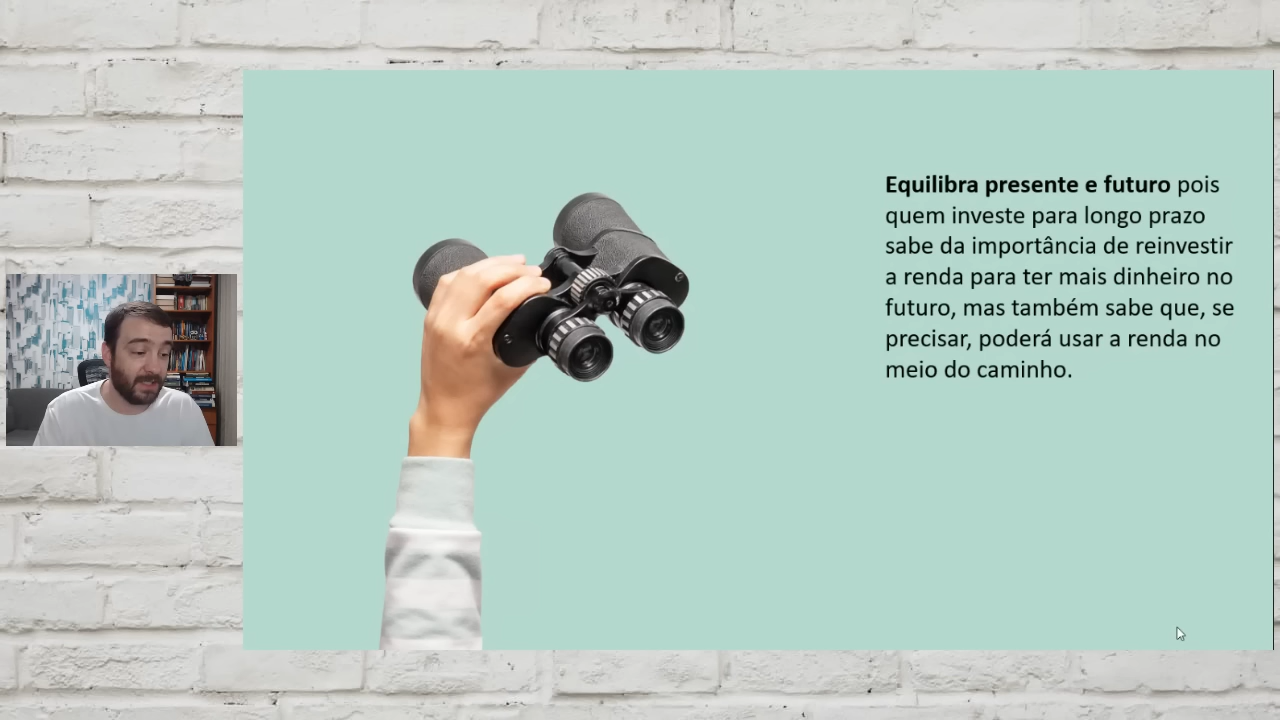 Equilibra presente e futuro pois
quem investe para longo prazo
sabe da importância de reinvestir
a renda para ter mais dinheiro no
futuro, mas também sabe que, se
precisar, poderá usar a renda no
meio do caminho.